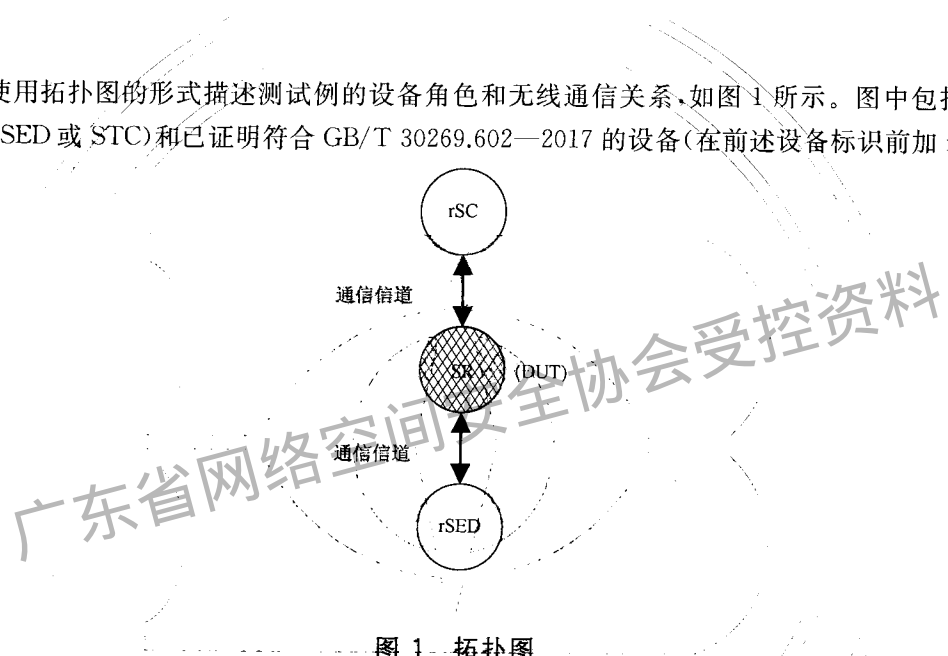 使用拓扑图的形式描述测试例的设备角色和无线通信关系,如图1所示。图中包括
SED或STC)和已证明符合GB/T 30269.602—2017的设备(在前述设备标识前加
rSC
通信信道
SR (DUT)
通信信道
rSED
广东省网络空间安全协会受控资料
图1 拓扑图